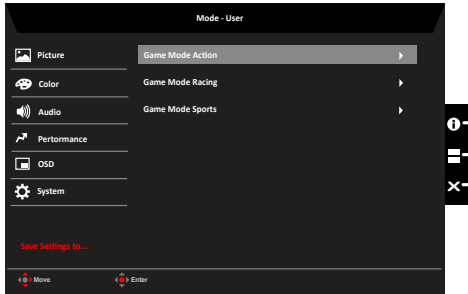 Mode - User
Picture
Game Mode Action
Color
Game Mode Racing
Audio
Game Mode Sports
Pertormance
OSD
System
Save Settings to...
Move
Enter